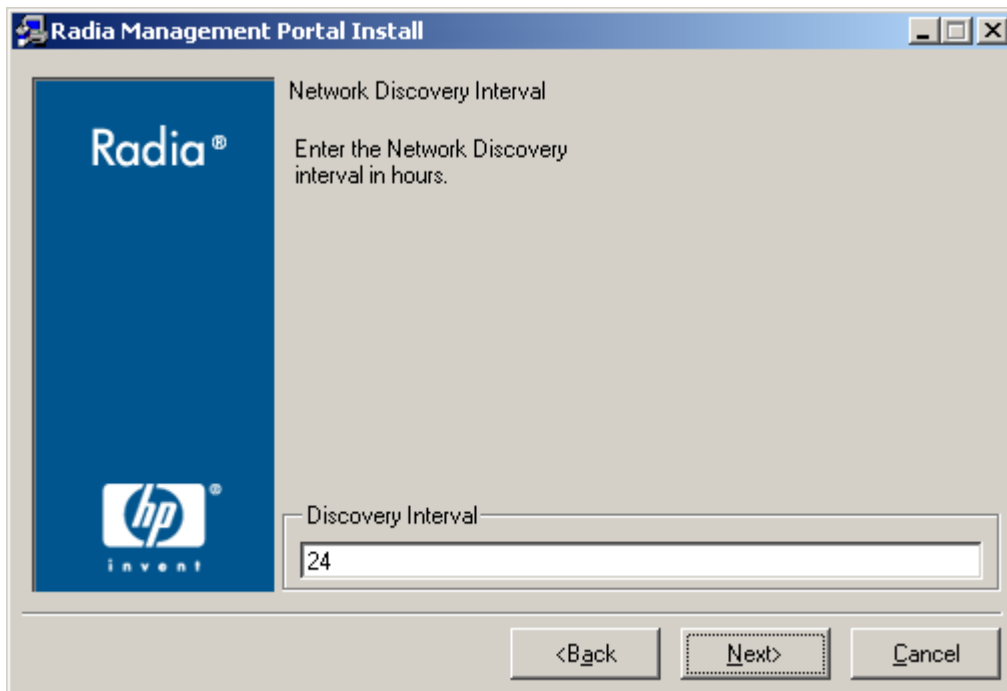 Radia Management Portal Install
Radia®
Network Discovery Interval
Enter the Network Discovery
interval in hours.
hp®
invent
Discovery Interval
24
<Back
Next>
Cancel